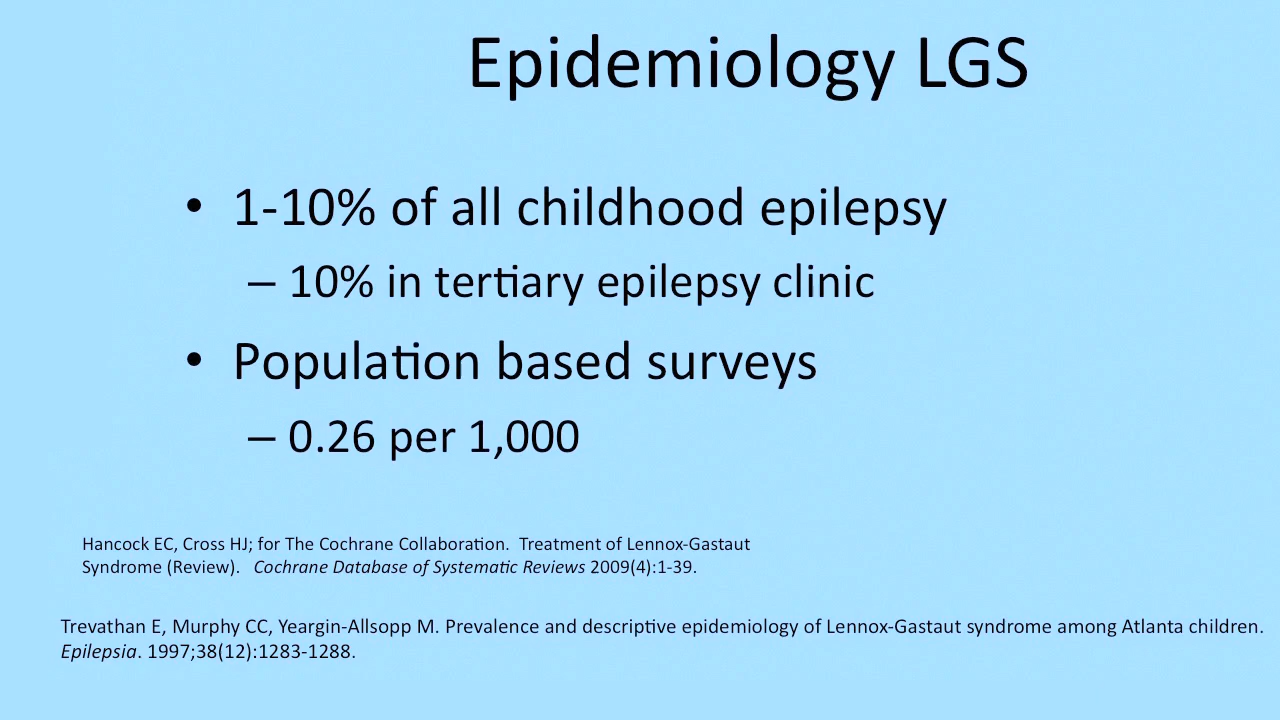 Epidemiology LGS
• 1-10% of all childhood epilepsy
– 10% in tertiary epilepsy clinic
• Population based surveys
– 0.26 per 1,000
Hancock EC, Cross HJ; for The Cochrane Collaboration. Treatment of Lennox-Gastaut
Syndrome (Review). Cochrane Database of Systematic Reviews 2009(4):1-39.
Trevathan E, Murphy CC, Yeargin-Allsopp M. Prevalence and descriptive epidemiology of Lennox-Gastaut syndrome among Atlanta children.
Epilepsia. 1997;38(12):1283-1288.